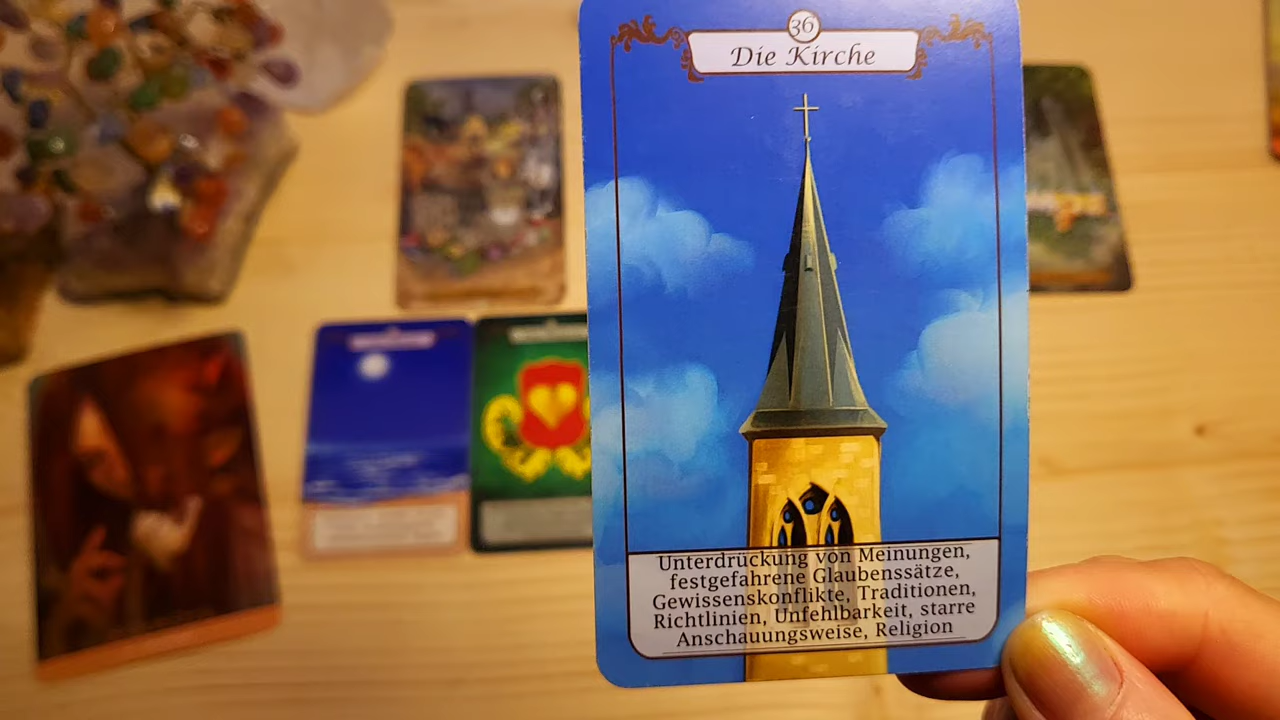 36
Die Kirche
Unterdrückung von Meinungen,
festgefahrene Glaubenssätze,
Gewissenskonflikte, Traditionen,
Richtlinien, Unfehlbarkeit, starre
Anschauungsweise, Religion